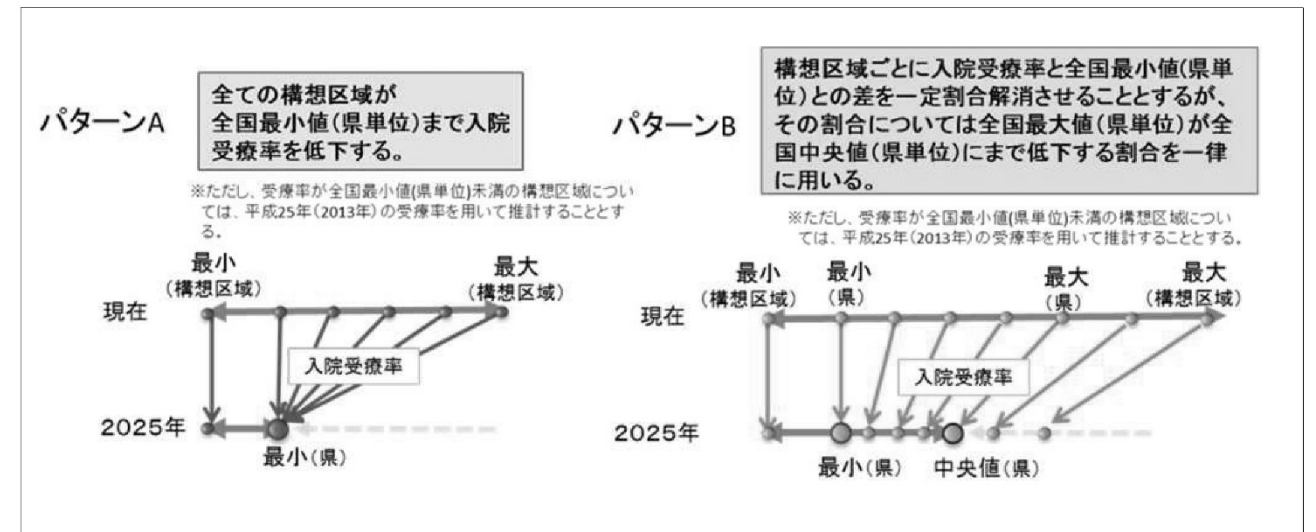 パターンA
全ての構想区域が
全国最小値(県単位)まで入院
受療率を低下する。
※ただし、受療率が全国最小値(県単位)未満の構想区域につい
ては、平成25年(2013年)の受療率を用いて推計することとす
る。
最小
(構想区域)
最大
(構想区域)
現在
入院受療率
2025年
最小(県)
パターンB
構想区域ごとに入院受療率と全国最小値(県単
位)との差を一定割合解消させることとするが、
その割合については全国最大値(県単位)が全
国中央値(県単位)にまで低下する割合を一律
に用いる。
※ただし、受療率が全国最小値(県単位)未満の構想区域につい
ては、平成25年(2013年)の受療率を用いて推計することとする。
最小
(構想区域)
最小
(県)
最大
(県)
最大
(構想区域)
現在
入院受療率
2025年
最小(県)
中央値(県)